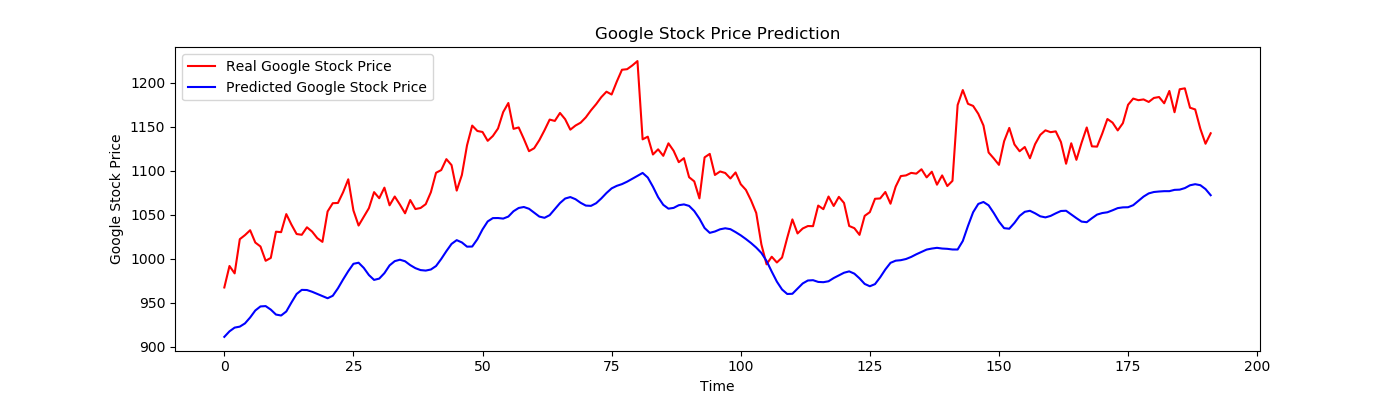 Google Stock Price Prediction
Real Google Stock Price
Predicted Google Stock Price
Google Stock Price
1200
1150
1100
1050
1000
950
900
0 25 50 75 100 125 150 175 200
Time